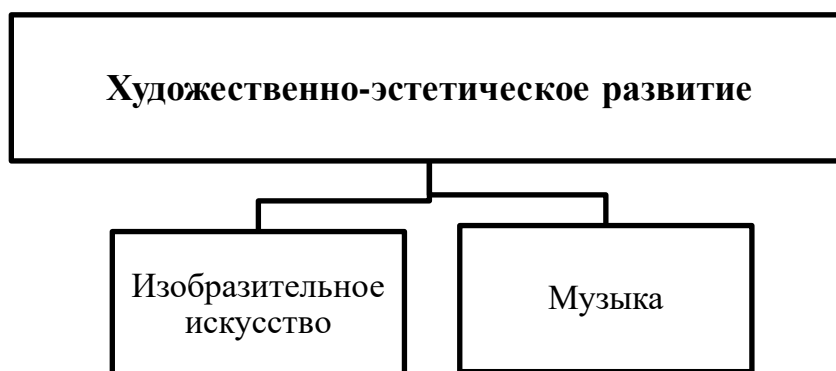 Художественно-эстетическое развитие
Изобразительное
искусство
Музыка